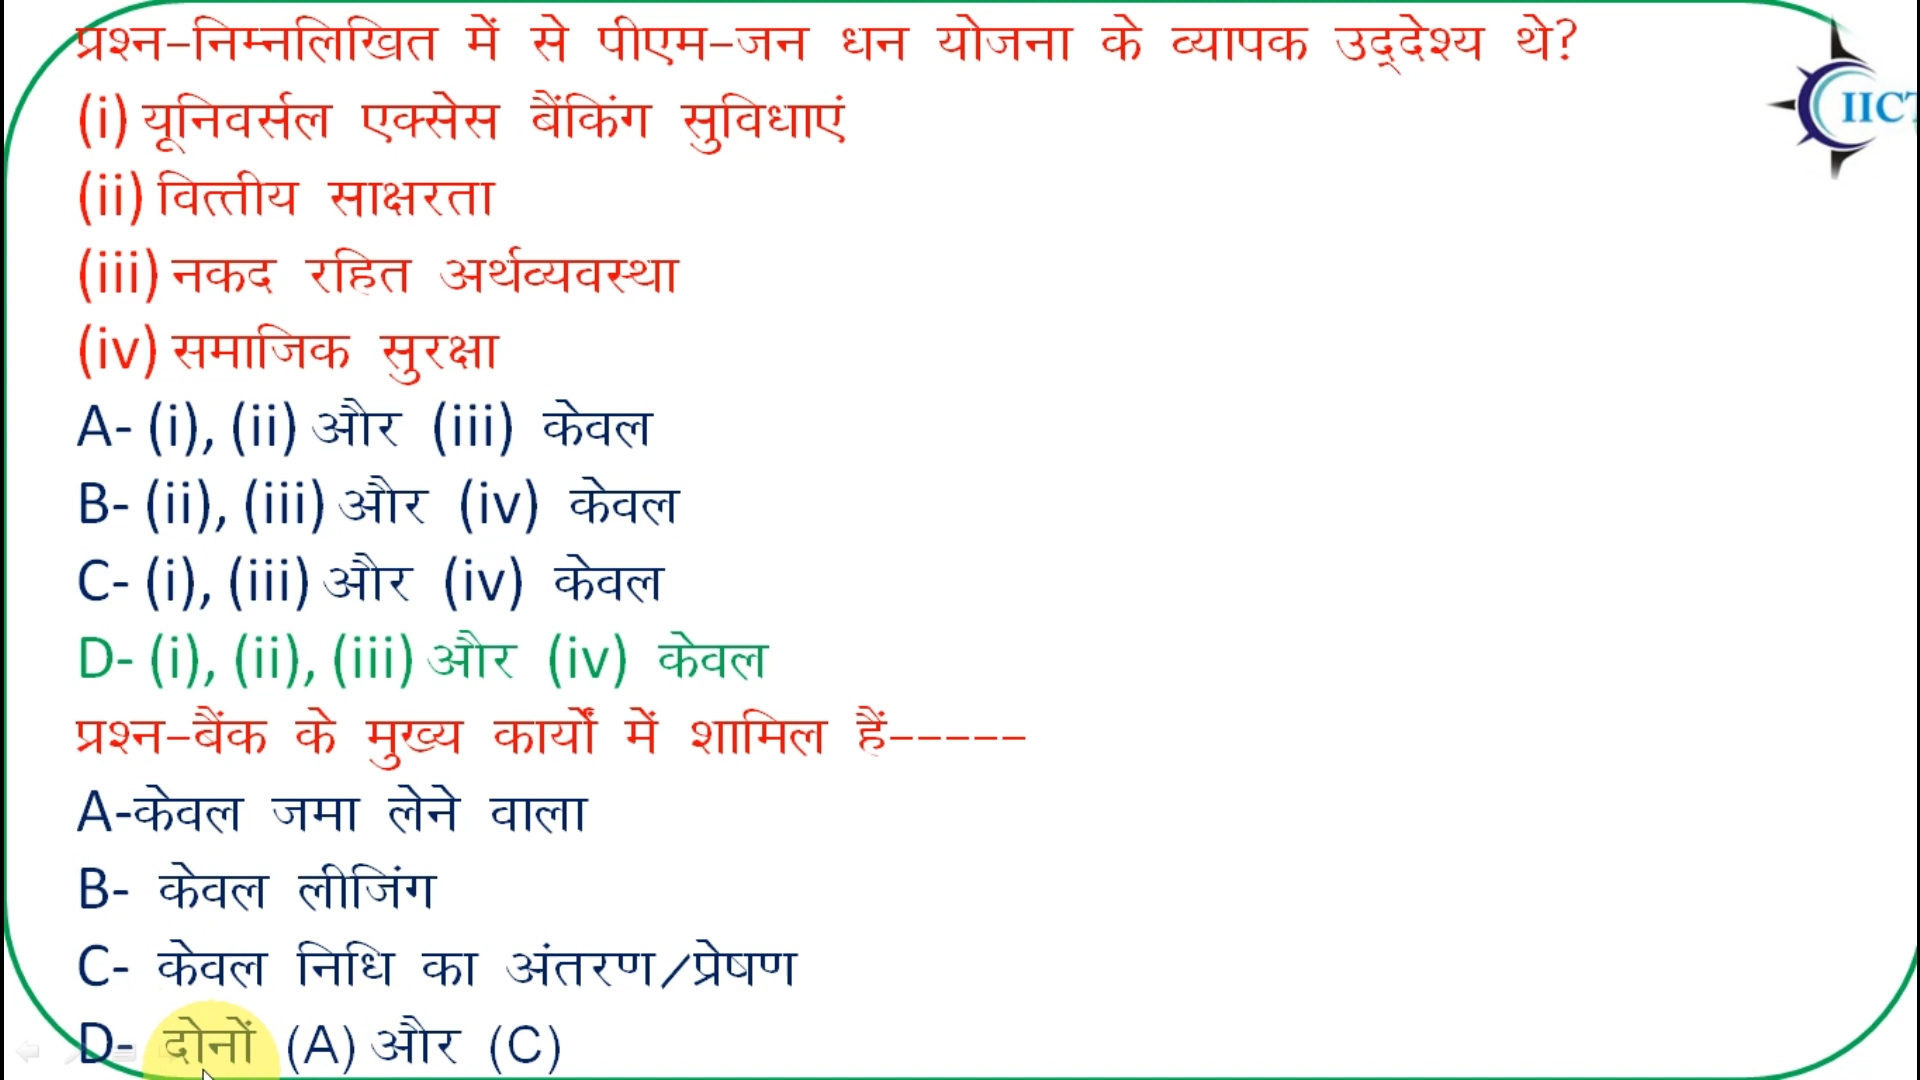 प्रश्न–निम्नलिखित में से पीएम–जन धन योजना के व्यापक उद्देश्य थे?
(i) यूनिवर्सल एक्सेस बैंकिंग सुविधाएं
(ii) वित्तीय साक्षरता
(iii) नकद रहित अर्थव्यवस्था
(iv) समाजिक सुरक्षा
A- (i), (ii) और (iii) केवल
B- (ii), (iii) और (iv) केवल
C- (i), (iii) और (iv) केवल
D- (i), (ii), (iii) और (iv) केवल
प्रश्न–बैंक के मुख्य कार्यों में शामिल हैं-----
A-केवल जमा लेने वाला
B- केवल लीजिंग
C- केवल निधि का अंतरण/प्रेषण
D- दोनों (A) और (C)